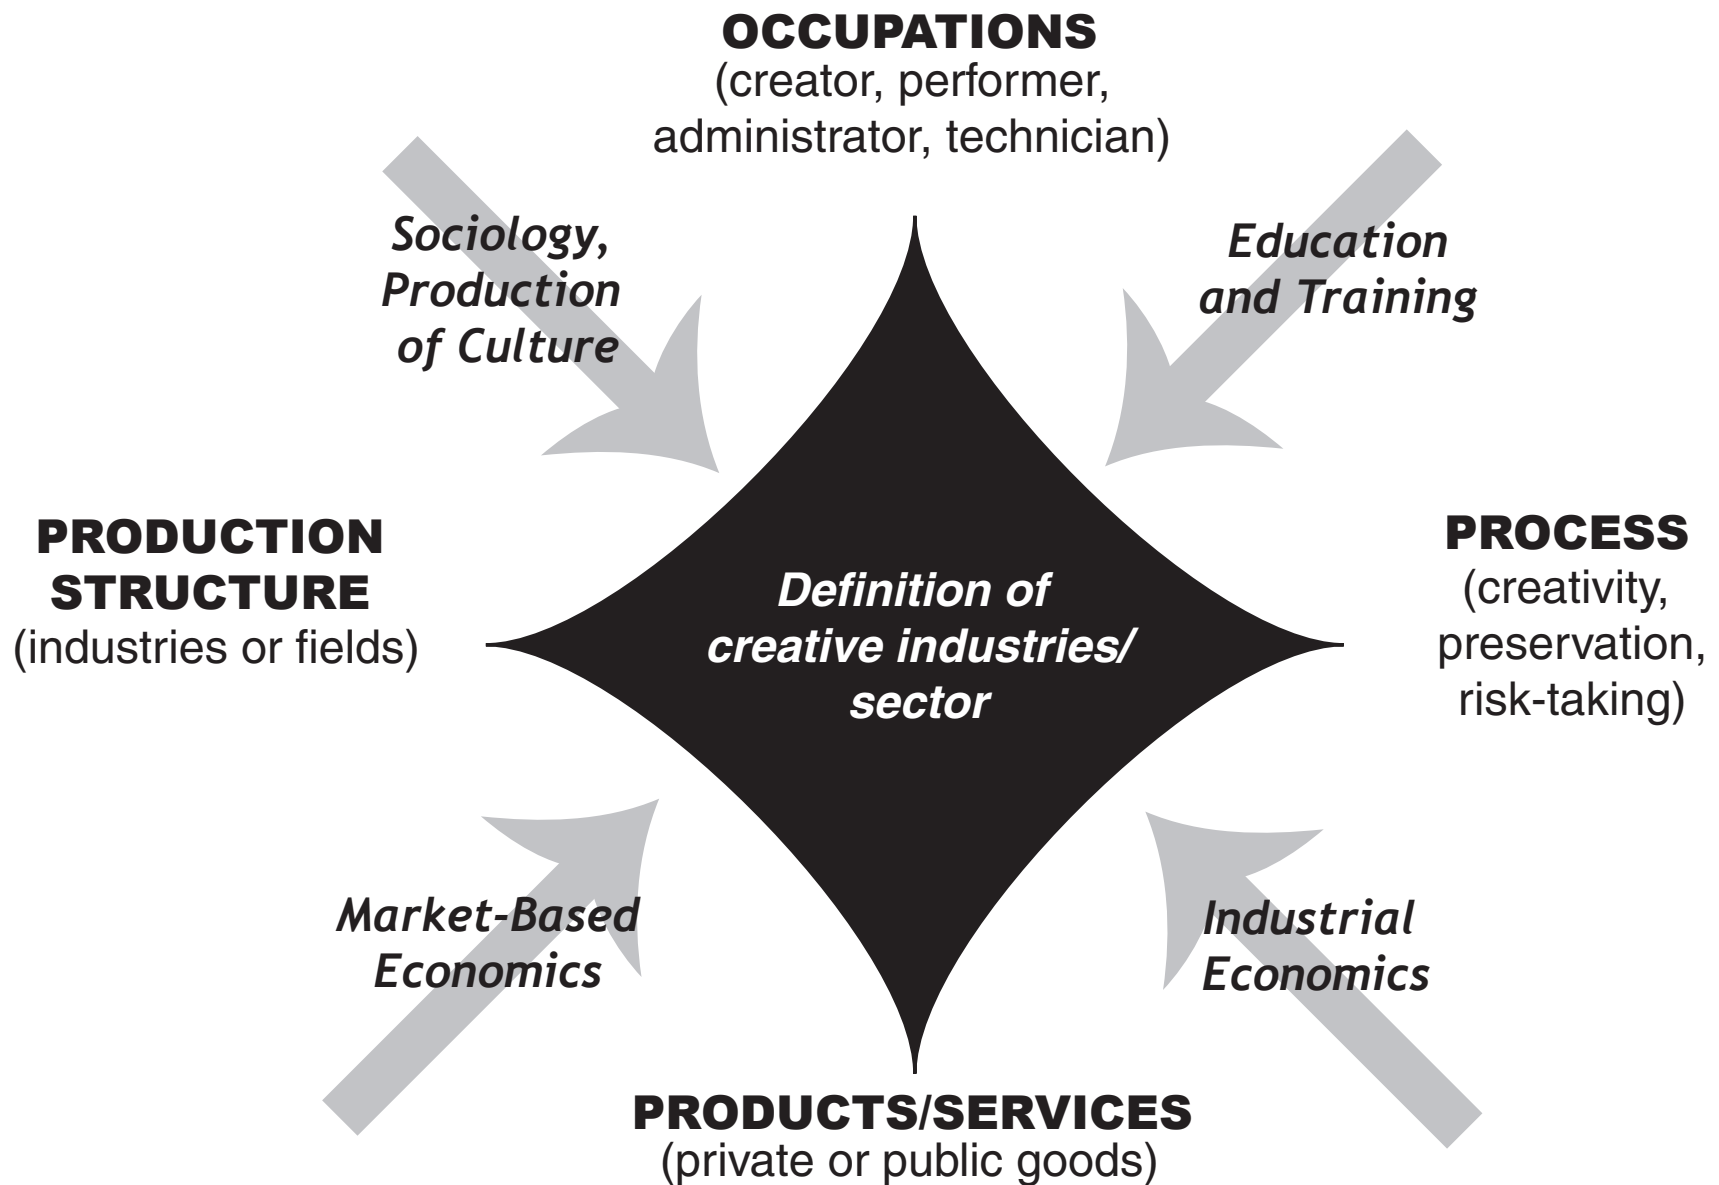 OCCUPATIONS
(creator, performer,
administrator, technician)
Sociology,
Production
of Culture
Education
and Training
PRODUCTION
STRUCTURE
(industries or fields)
Definition of
creative industries/
sector
PROCESS
(creativity,
preservation,
risk-taking)
Market-Based
Economics
Industrial
Economics
PRODUCTS/SERVICES
(private or public goods)